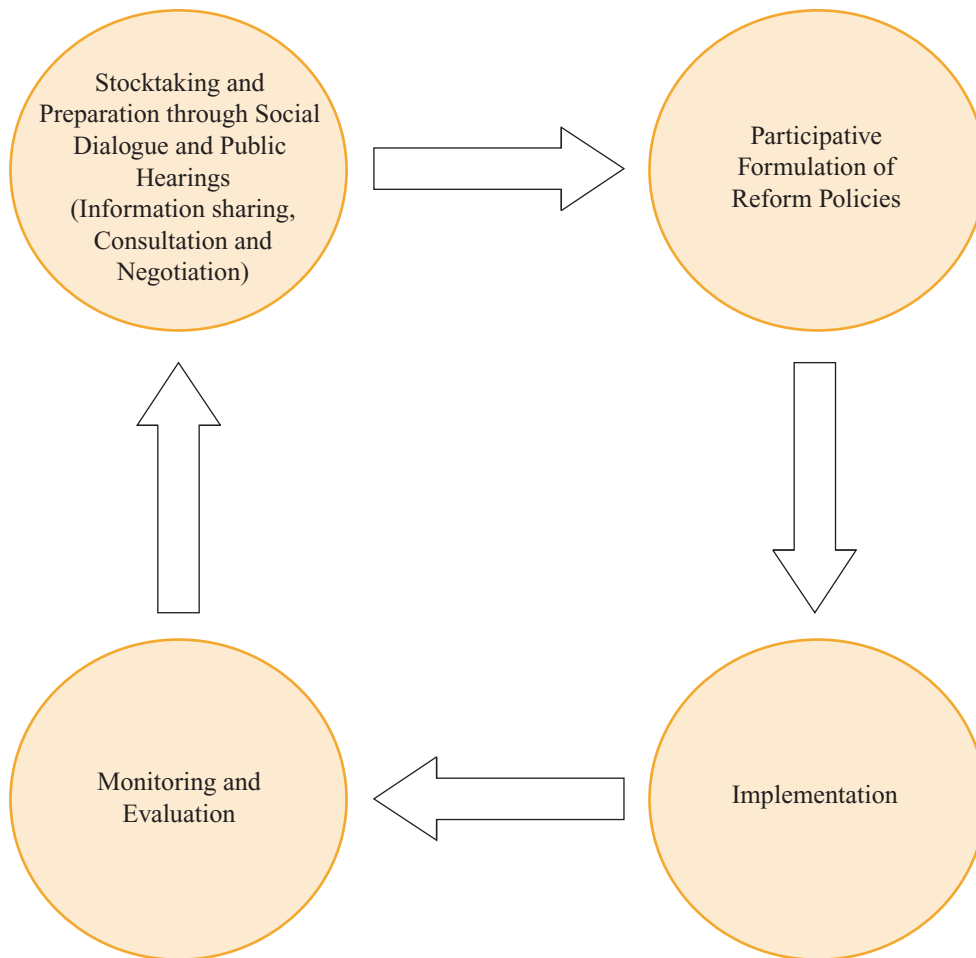 Stocktaking and
Preparation through Social
Dialogue and Public
Hearings
(Information sharing,
Consultation and
Negotiation)
Participative
Formulation of
Reform Policies
Monitoring and
Evaluation
Implementation